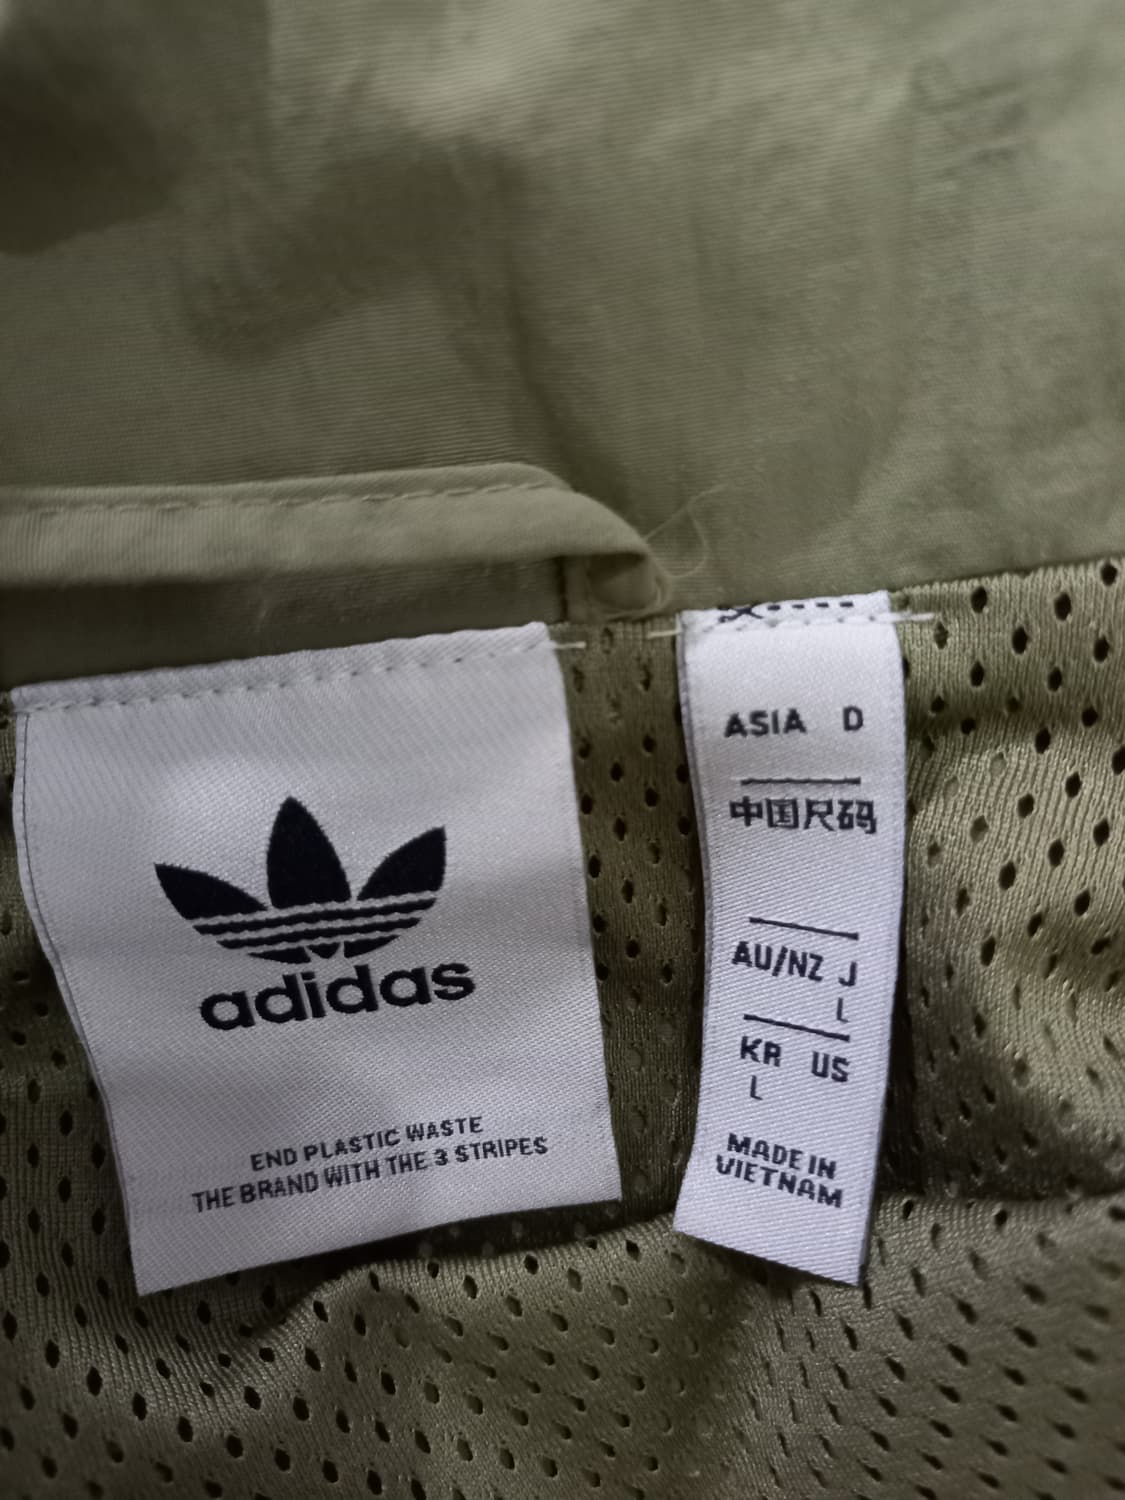 adidas
END PLASTIC WASTE
THE BRAND WITH THE 3 STRIPES
ASIA D
中国尺码
AU/NZ J
L
KR US
L
MADE IN
VIETNAM